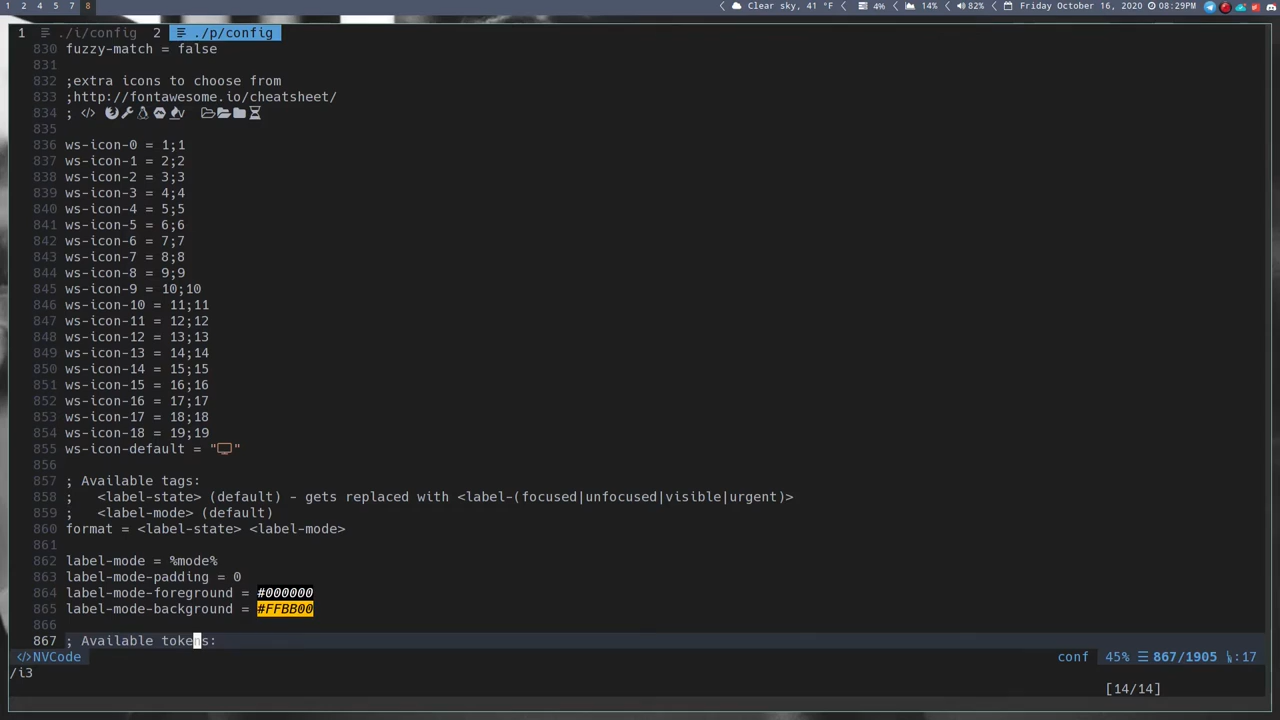 1 2 4 5 7 8 Clear sky, 41 °F 4% 14% 82% Friday October 16, 2020 08:29PM
1 ./i/config 2 ./p/config
830 fuzzy-match = false
831
832 ;extra icons to choose from
833 ;http://fontawesome.io/cheatsheet/
834 ; </>
835
836 ws-icon-0 = 1;1
837 ws-icon-1 = 2;2
838 ws-icon-2 = 3;3
839 ws-icon-3 = 4;4
840 ws-icon-4 = 5;5
841 ws-icon-5 = 6;6
842 ws-icon-6 = 7;7
843 ws-icon-7 = 8;8
844 ws-icon-8 = 9;9
845 ws-icon-9 = 10;10
846 ws-icon-10 = 11;11
847 ws-icon-11 = 12;12
848 ws-icon-12 = 13;13
849 ws-icon-13 = 14;14
850 ws-icon-14 = 15;15
851 ws-icon-15 = 16;16
852 ws-icon-16 = 17;17
853 ws-icon-17 = 18;18
854 ws-icon-18 = 19;19
855 ws-icon-default = "🖵"
856
857 ; Available tags:
858 ;   <label-state> (default) - gets replaced with <label-(focused|unfocused|visible|urgent)>
859 ;   <label-mode> (default)
860 format = <label-state> <label-mode>
861
862 label-mode = %mode%
863 label-mode-padding = 0
864 label-mode-foreground = #000000
865 label-mode-background = #FFBB00
866
867 ; Available tokens:
</>NVCode conf 45% ☰ 867/1905 :17
/i3
[14/14]